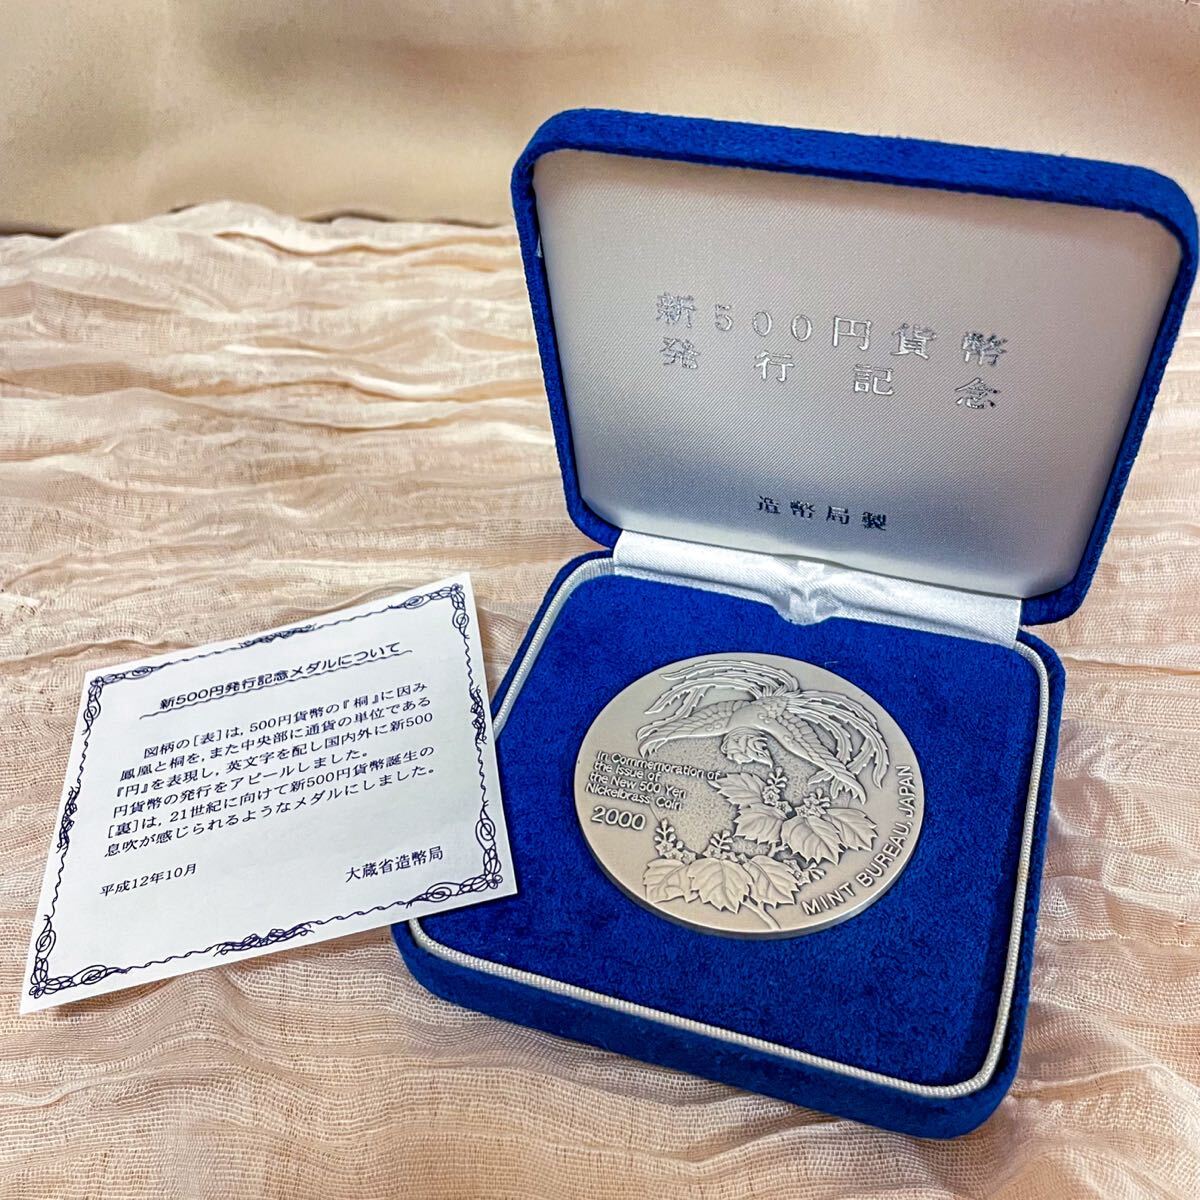 新500円貨幣
発行記念
造幣局製
新500円発行記念メダルについて
図柄の[表]は,500円貨幣の『桐』に因み
鳳凰と桐を,また中央部に通貨の単位である
『円』を表現し,英文字を配し国内外に新500
円貨幣の発行をアピールしました。
[裏]は,21世紀に向けて新500円貨幣誕生の
息吹が感じられるようなメダルにしました。
平成12年10月
大蔵省造幣局
In Commemoration of
the Issue of
the New 500 Yen
Nickelbrass Coin
2000
MINT BUREAU, JAPAN